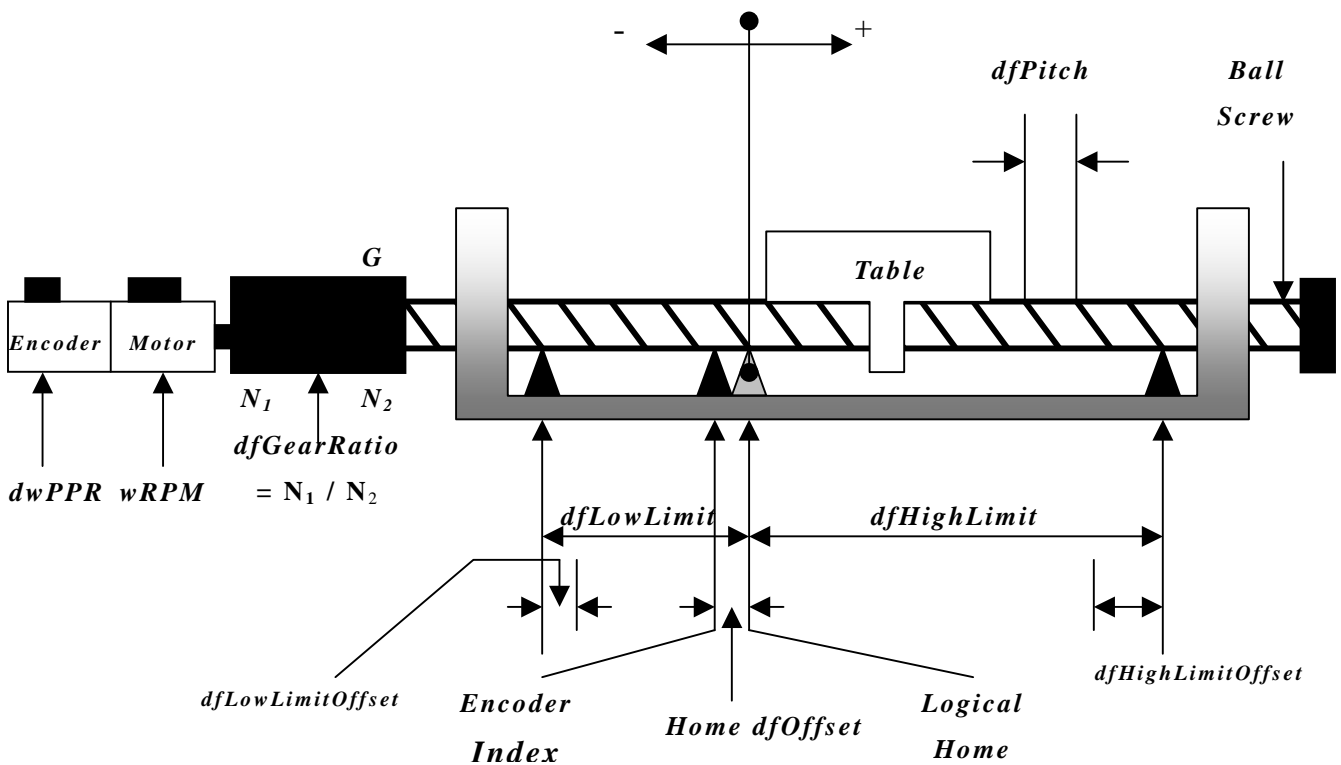 - +
dfPitch
Ball
Screw
G
Table
Encoder
Motor
N1
N2
dfGearRatio
= N1 / N2
dwPPR
wRPM
dfLowLimit
dfHighLimit
dfLowLimitOffset
Encoder
Index
Home dfOffset
Logical
Home
dfHighLimitOffset